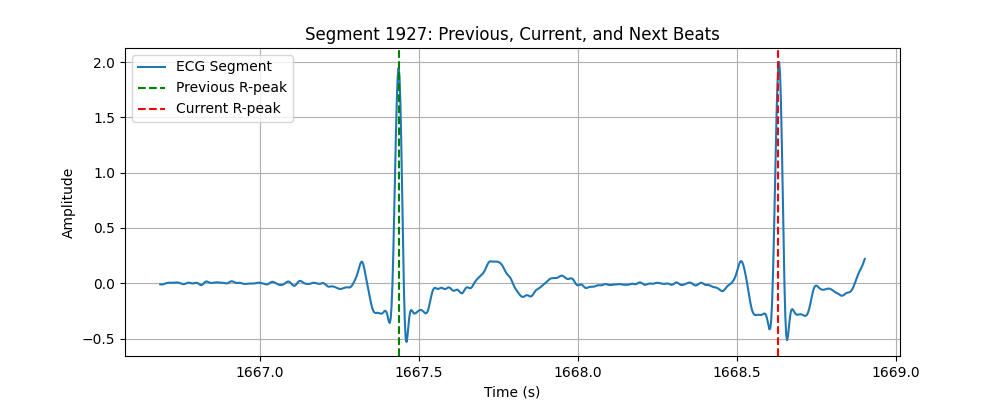 Segment 1927: Previous, Current, and Next Beats
ECG Segment
Previous R-peak
Current R-peak
2.0
1.5
1.0
0.5
0.0
−0.5
Amplitude
1667.0 1667.5 1668.0 1668.5 1669.0
Time (s)